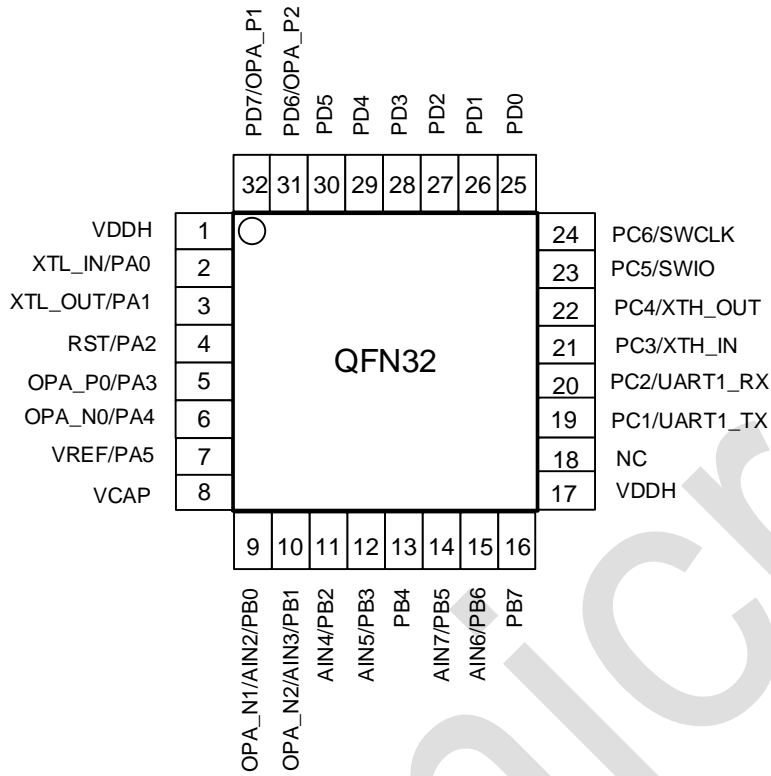 PD7/OPA_P1
PD6/OPA_P2
PD5
PD4
PD3
PD2
PD1
PD0
32 31 30 29 28 27 26 25
VDDH 1
XTL_IN/PA0 2
XTL_OUT/PA1 3
RST/PA2 4
OPA_P0/PA3 5
OPA_N0/PA4 6
VREF/PA5 7
VCAP 8
QFN32
24 PC6/SWCLK
23 PC5/SWIO
22 PC4/XTH_OUT
21 PC3/XTH_IN
20 PC2/UART1_RX
19 PC1/UART1_TX
18 NC
17 VDDH
9 10 11 12 13 14 15 16
OPA_N1/AIN2/PB0
OPA_N2/AIN3/PB1
AIN4/PB2
AIN5/PB3
PB4
AIN7/PB5
AIN6/PB6
PB7